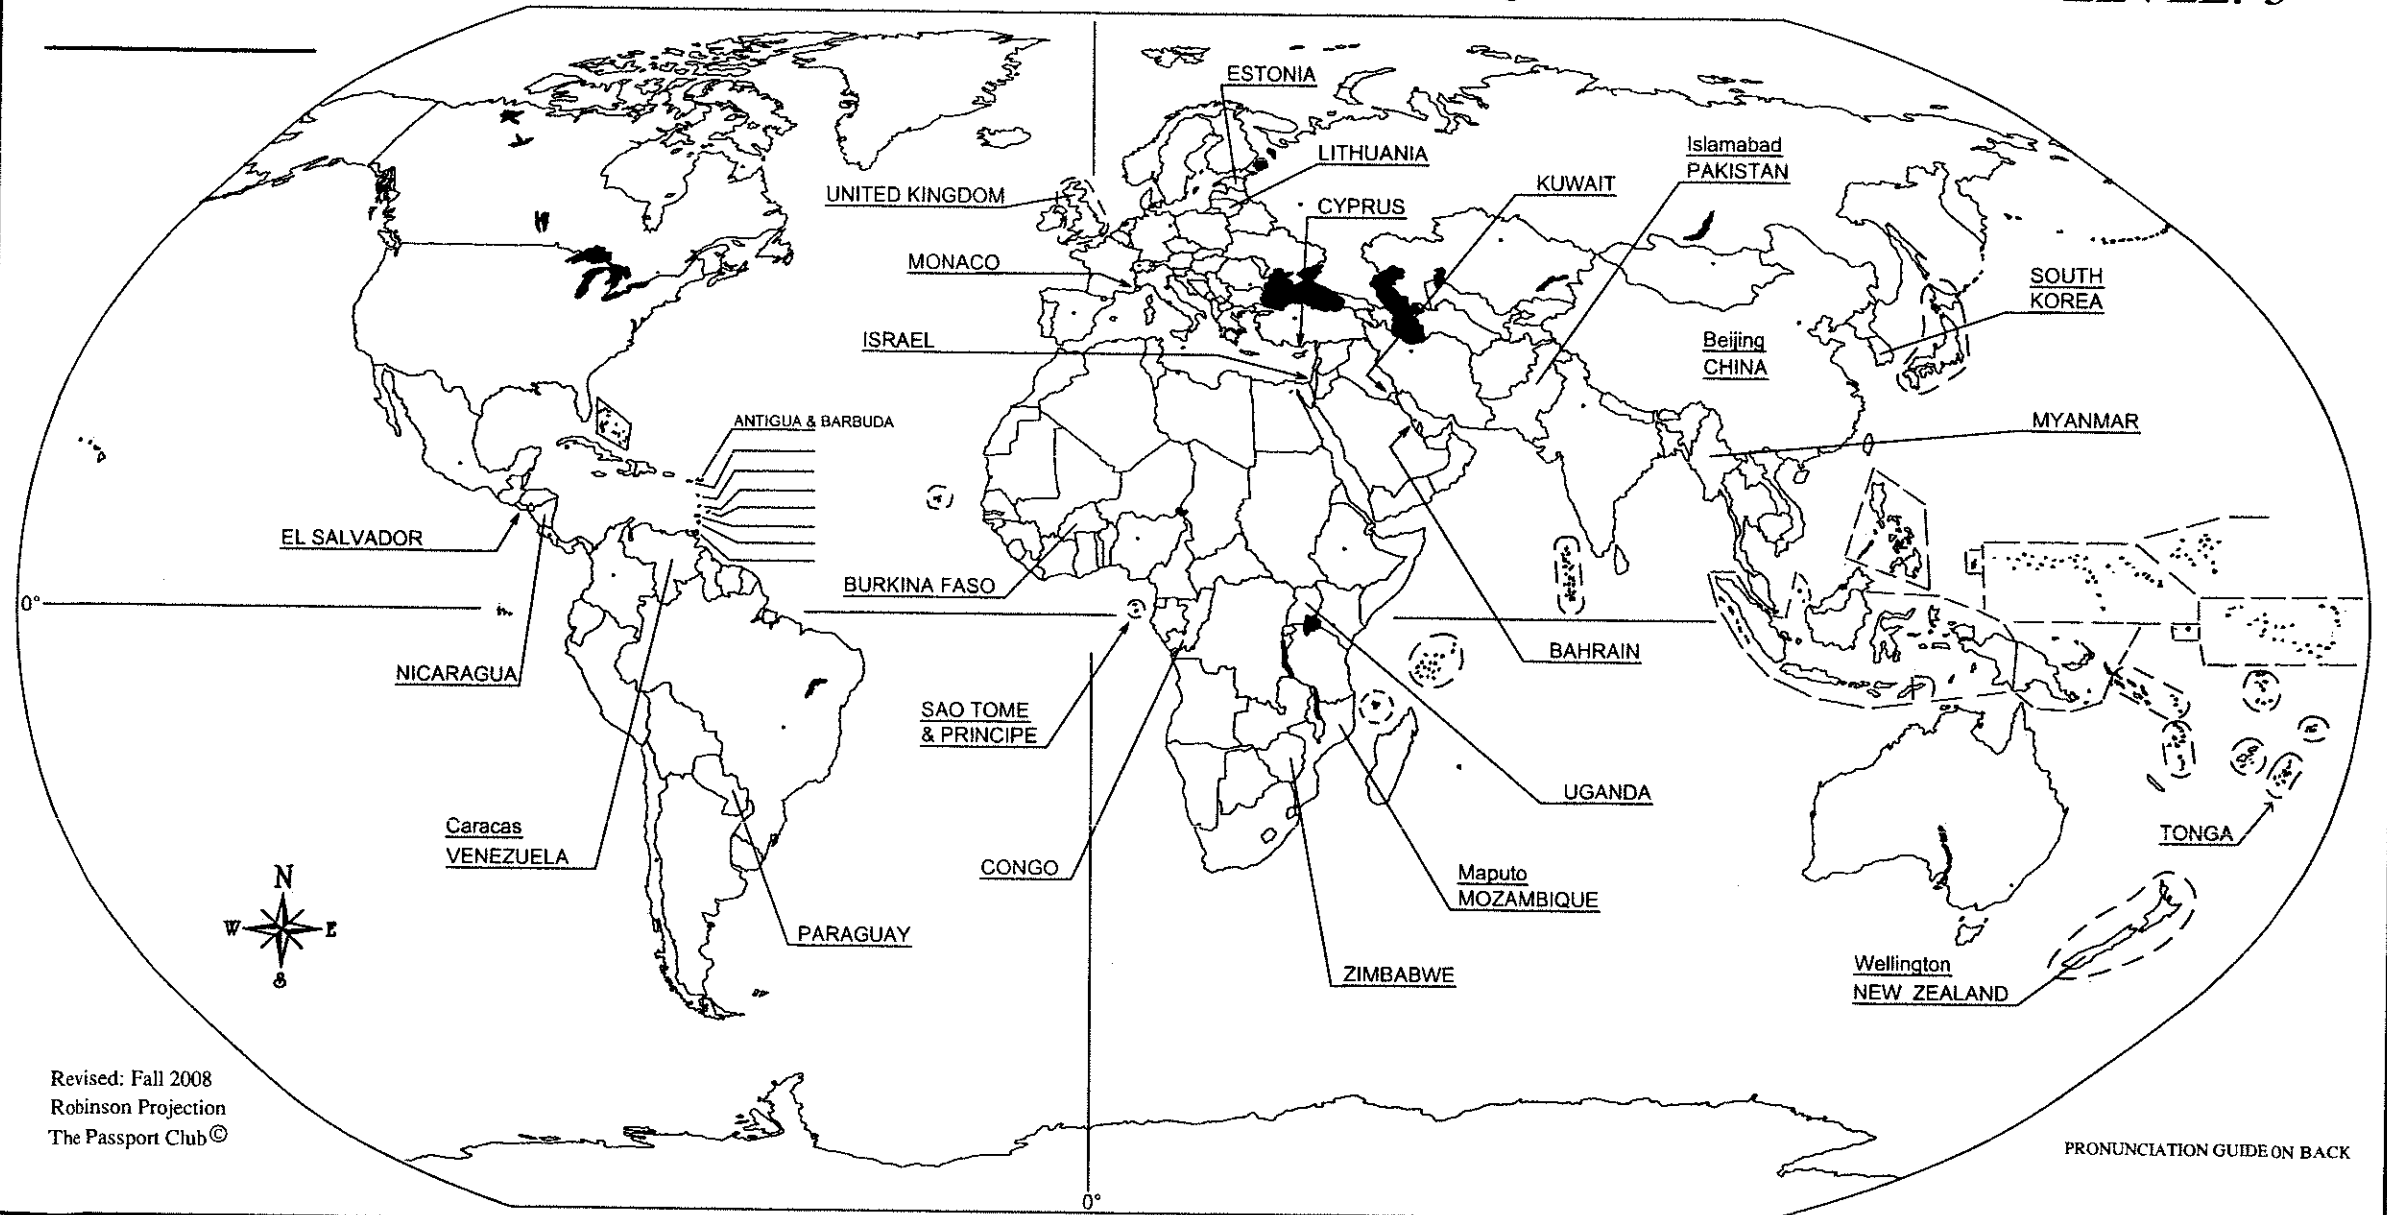 ESTONIA
LITHUANIA
Islamabad
PAKISTAN
KUWAIT
UNITED KINGDOM
CYPRUS
MONACO
SOUTH
KOREA
ISRAEL
Beijing
CHINA
ANTIGUA & BARBUDA
MYANMAR
EL SALVADOR
BURKINA FASO
0°
BAHRAIN
NICARAGUA
SAO TOME
& PRINCIPE
UGANDA
Caracas
VENEZUELA
TONGA
CONGO
Maputo
MOZAMBIQUE
N
W
E
S
PARAGUAY
ZIMBABWE
Wellington
NEW ZEALAND
Revised: Fall 2008
Robinson Projection
The Passport Club©
PRONUNCIATION GUIDE ON BACK
0°